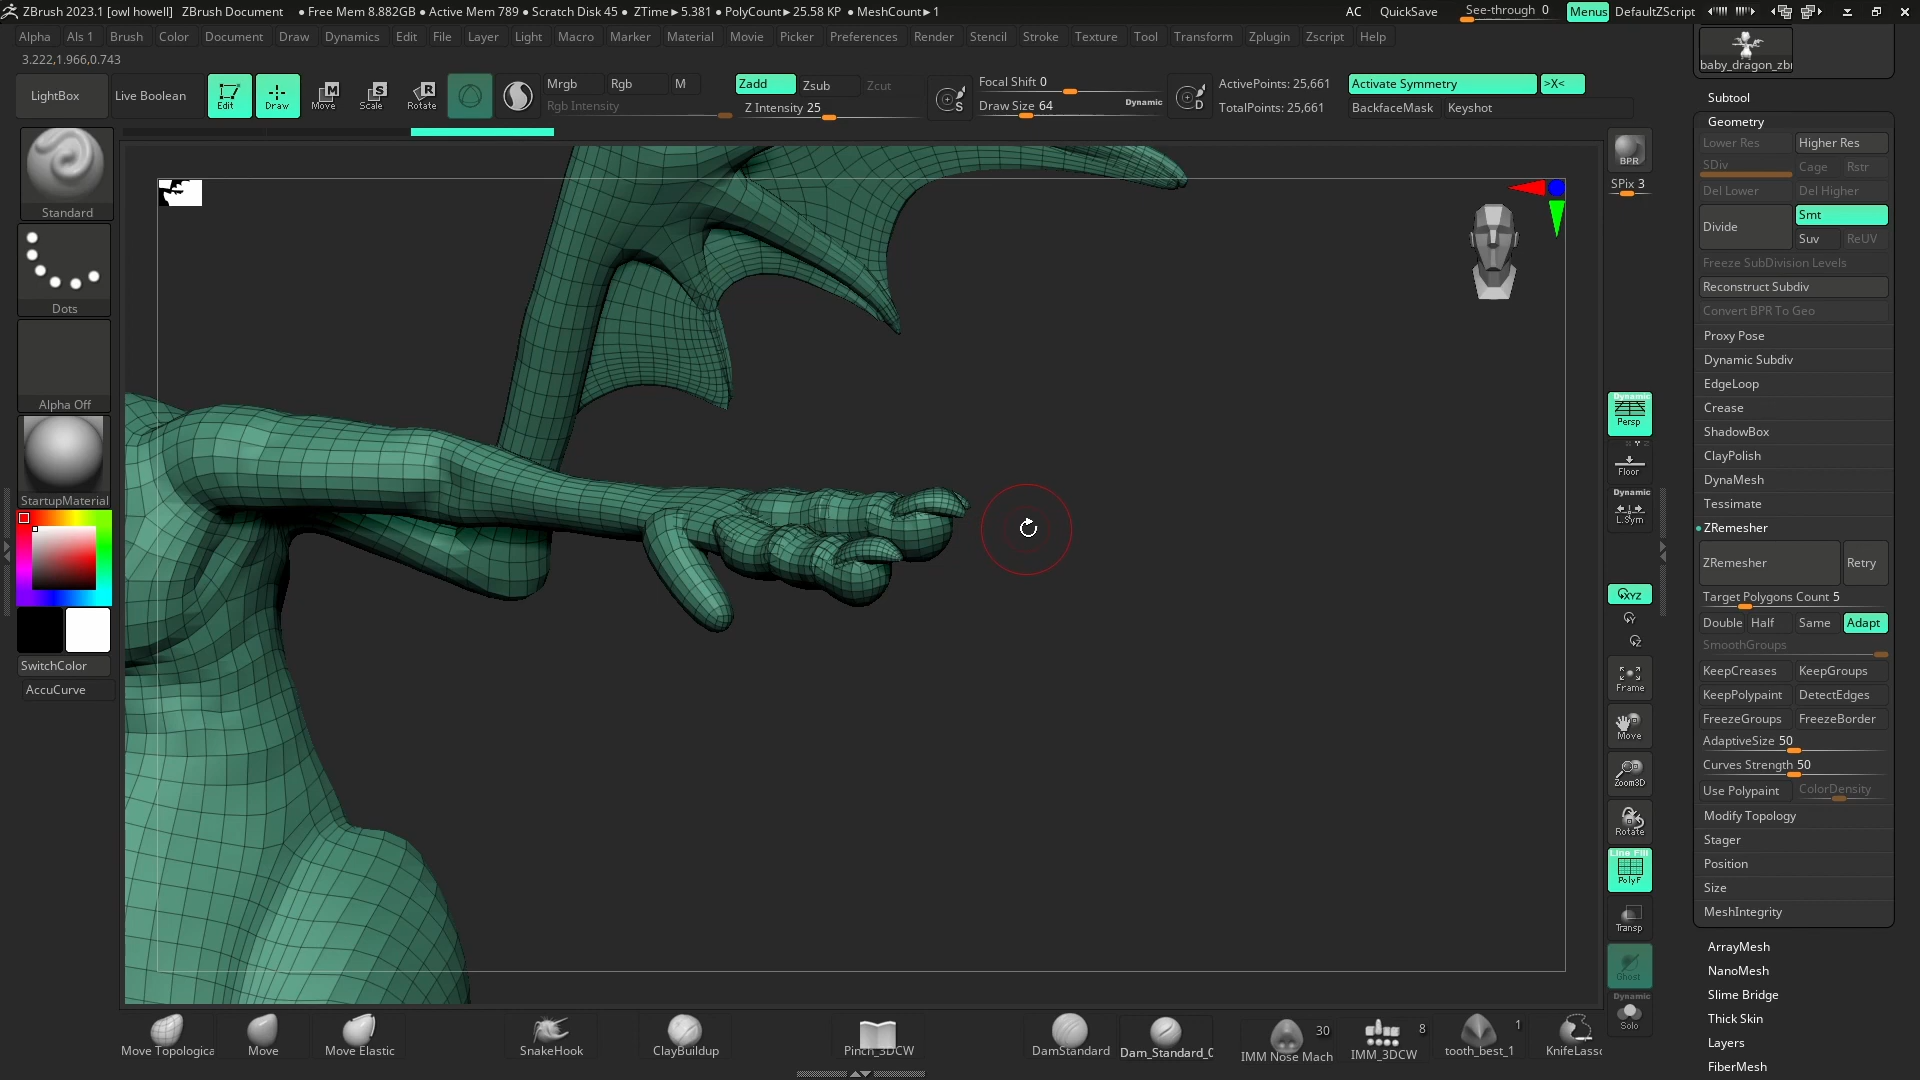 ZBrush 2023.1 [owl howell] ZBrush Document ● Free Mem 8.882GB ● Active Mem 789 ● Scratch Disk 45 ● ZTime►5.381 ● PolyCount►25.58 KP ● MeshCount►1 AC QuickSave See-through 0 Menus DefaultZScript
Alpha Als 1 Brush Color Document Draw Dynamics Edit File Layer Light Macro Marker Material Movie Picker Preferences Render Stencil Stroke Texture Tool Transform Zplugin Zscript Help
3.222,1.966,0.743
LightBox
Live Boolean
Edit
Draw
M
Move
S
Scale
R
Rotate
Mrgb Rgb M
Rgb Intensity
Zadd Zsub Zcut
Z Intensity 25
S
Focal Shift 0
Draw Size 64 Dynamic
D
ActivePoints: 25,661
TotalPoints: 25,661
Activate Symmetry >X<
BackfaceMask Keyshot
Standard
Dots
Alpha Off
StartupMaterial
SwitchColor
AccuCurve
BPR
SPix 3
Dynamic
Persp
Floor
Dynamic
L.Sym
XYZ
Y
Z
Frame
Move
Zoom3D
Rotate
Line Fill
PolyF
Transp
Ghost
Dynamic
Solo
baby_dragon_zb
Subtool
Geometry
Lower Res Higher Res
SDiv Cage Rstr
Del Lower Del Higher
Divide
Smt
Suv ReUV
Freeze SubDivision Levels
Reconstruct Subdiv
Convert BPR To Geo
Proxy Pose
Dynamic Subdiv
EdgeLoop
Crease
ShadowBox
ClayPolish
DynaMesh
Tessimate
ZRemesher
ZRemesher Retry
Target Polygons Count 5
Double Half Same Adapt
SmoothGroups
KeepCreases KeepGroups
KeepPolypaint DetectEdges
FreezeGroups FreezeBorder
AdaptiveSize 50
Curves Strength 50
Use Polypaint ColorDensity
Modify Topology
Stager
Position
Size
MeshIntegrity
ArrayMesh
NanoMesh
Slime Bridge
Thick Skin
Layers
FiberMesh
30 8 1
Move Topologica Move Move Elastic SnakeHook ClayBuildup Pinch_3DCW DamStandard Dam_Standard_0 IMM Nose Mach IMM_3DCW tooth_best_1 KnifeLasso